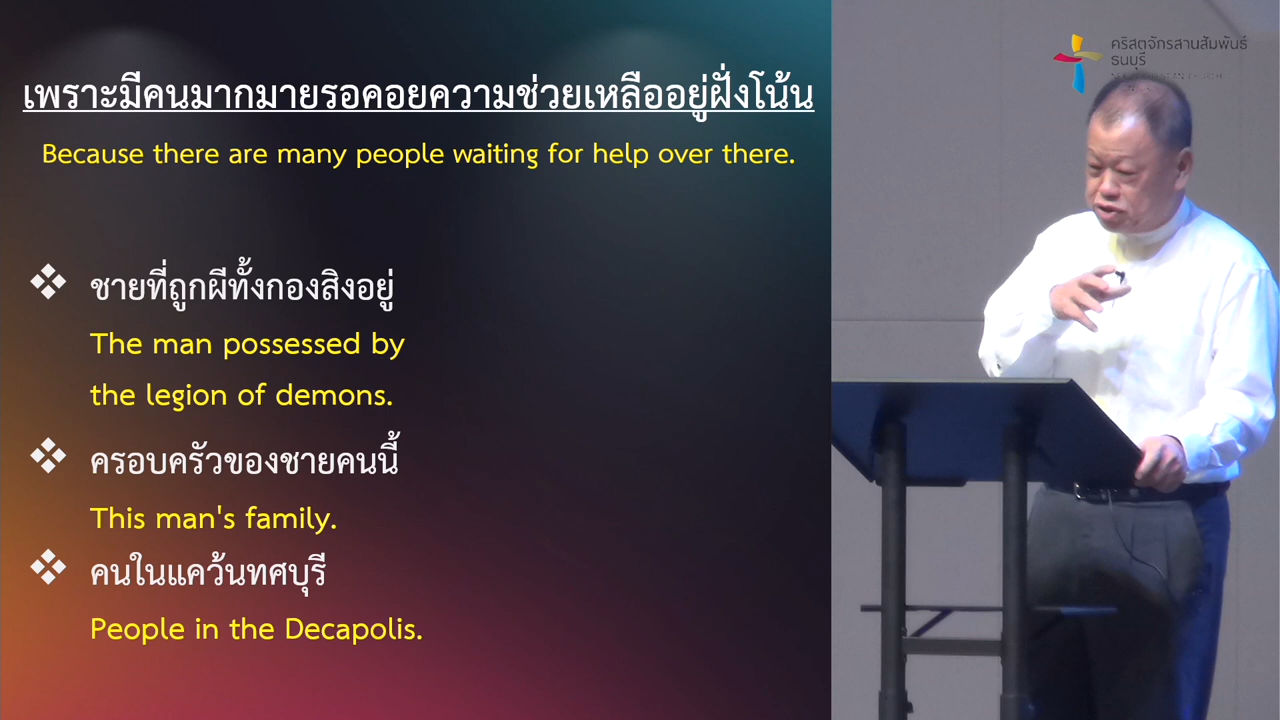 เพราะมีคนมากมายรอคอยความช่วยเหลืออยู่ฝั่งโน้น
Because there are many people waiting for help over there.
❖ ชายที่ถูกผีทั้งกองสิงอยู่
The man possessed by
the legion of demons.
❖ ครอบครัวของชายคนนี้
This man's family.
❖ คนในแคว้นทศบุรี
People in the Decapolis.
คริสตจักรสานสัมพันธ์
ธนบุรี